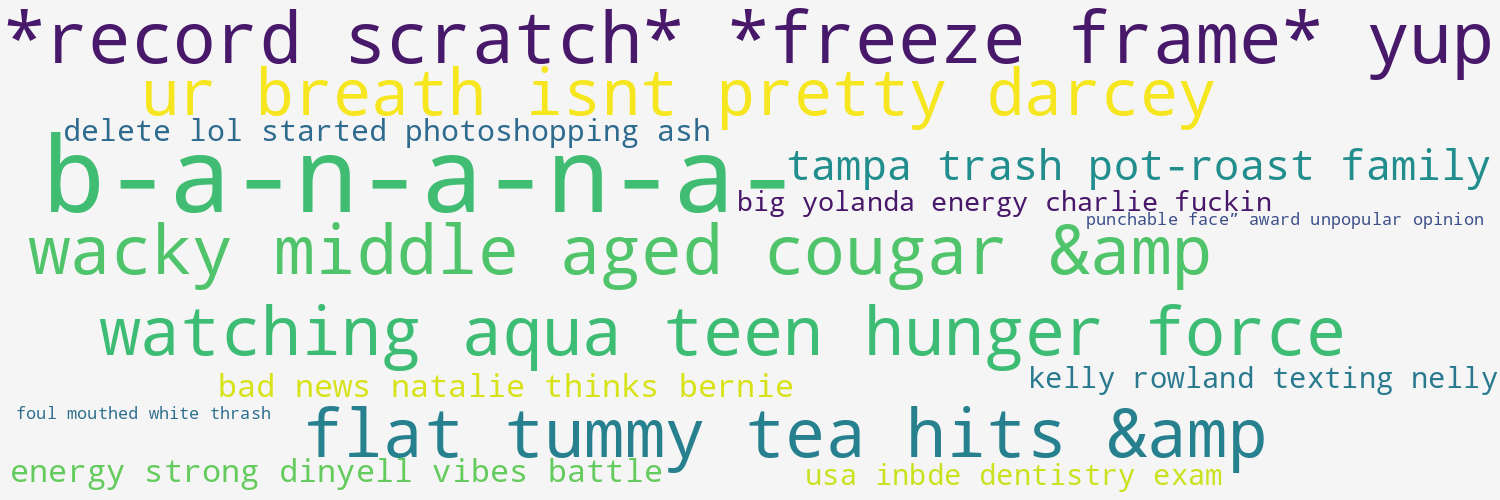 *record scratch* *freeze frame* yup
ur breath isnt pretty darcey
delete lol started photoshopping ash
b-a-n-a-n-a-
tampa trash pot-roast family
big yolanda energy charlie fuckin
punchable face” award unpopular opinion
wacky middle aged cougar &amp
watching aqua teen hunger force
bad news natalie thinks bernie
kelly rowland texting nelly
foul mouthed white thrash
flat tummy tea hits &amp
energy strong dinyell vibes battle
usa inbde dentistry exam